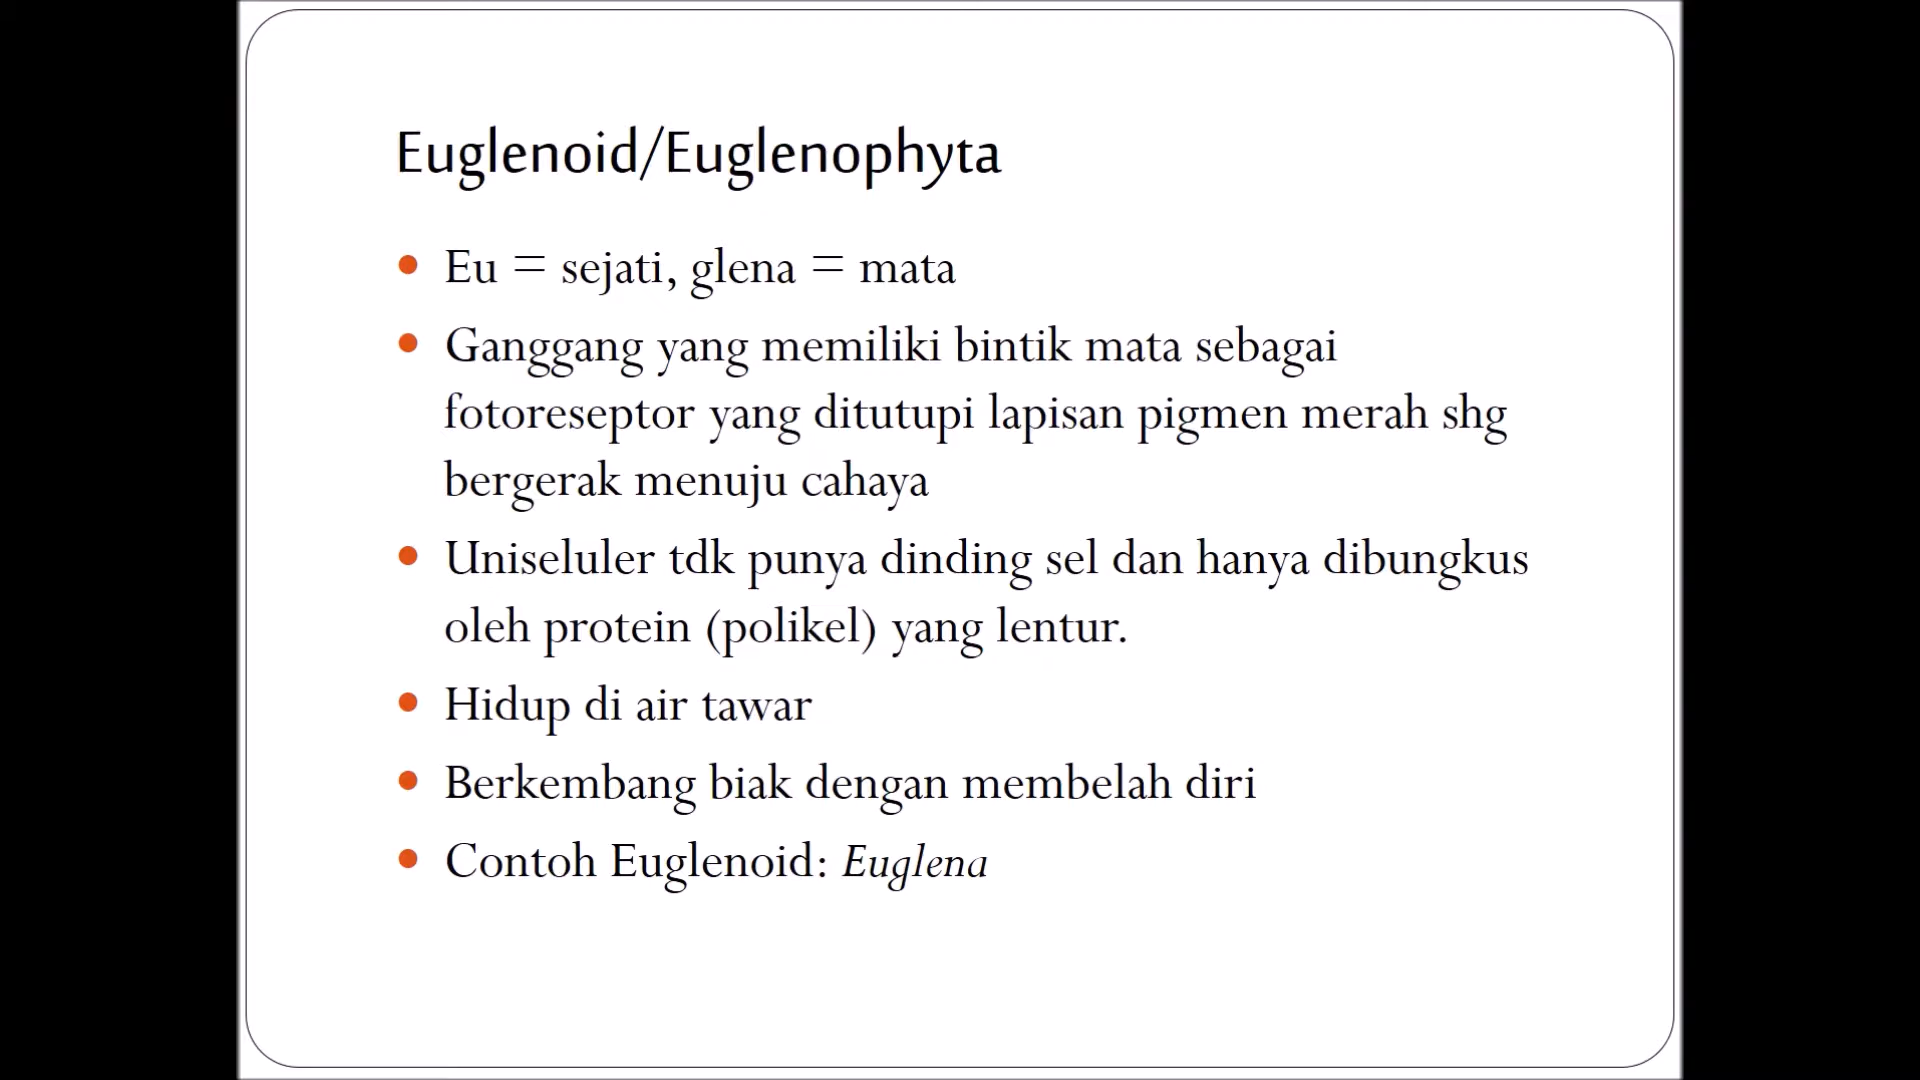 Euglenoid/Euglenophyta
Eu = sejati, glena = mata
Ganggang yang memiliki bintik mata sebagai
fotoreseptor yang ditutupi lapisan pigmen merah shg
bergerak menuju cahaya
Uniseluler tdk punya dinding sel dan hanya dibungkus
oleh protein (polikel) yang lentur.
Hidup di air tawar
Berkembang biak dengan membelah diri
Contoh Euglenoid: Euglena